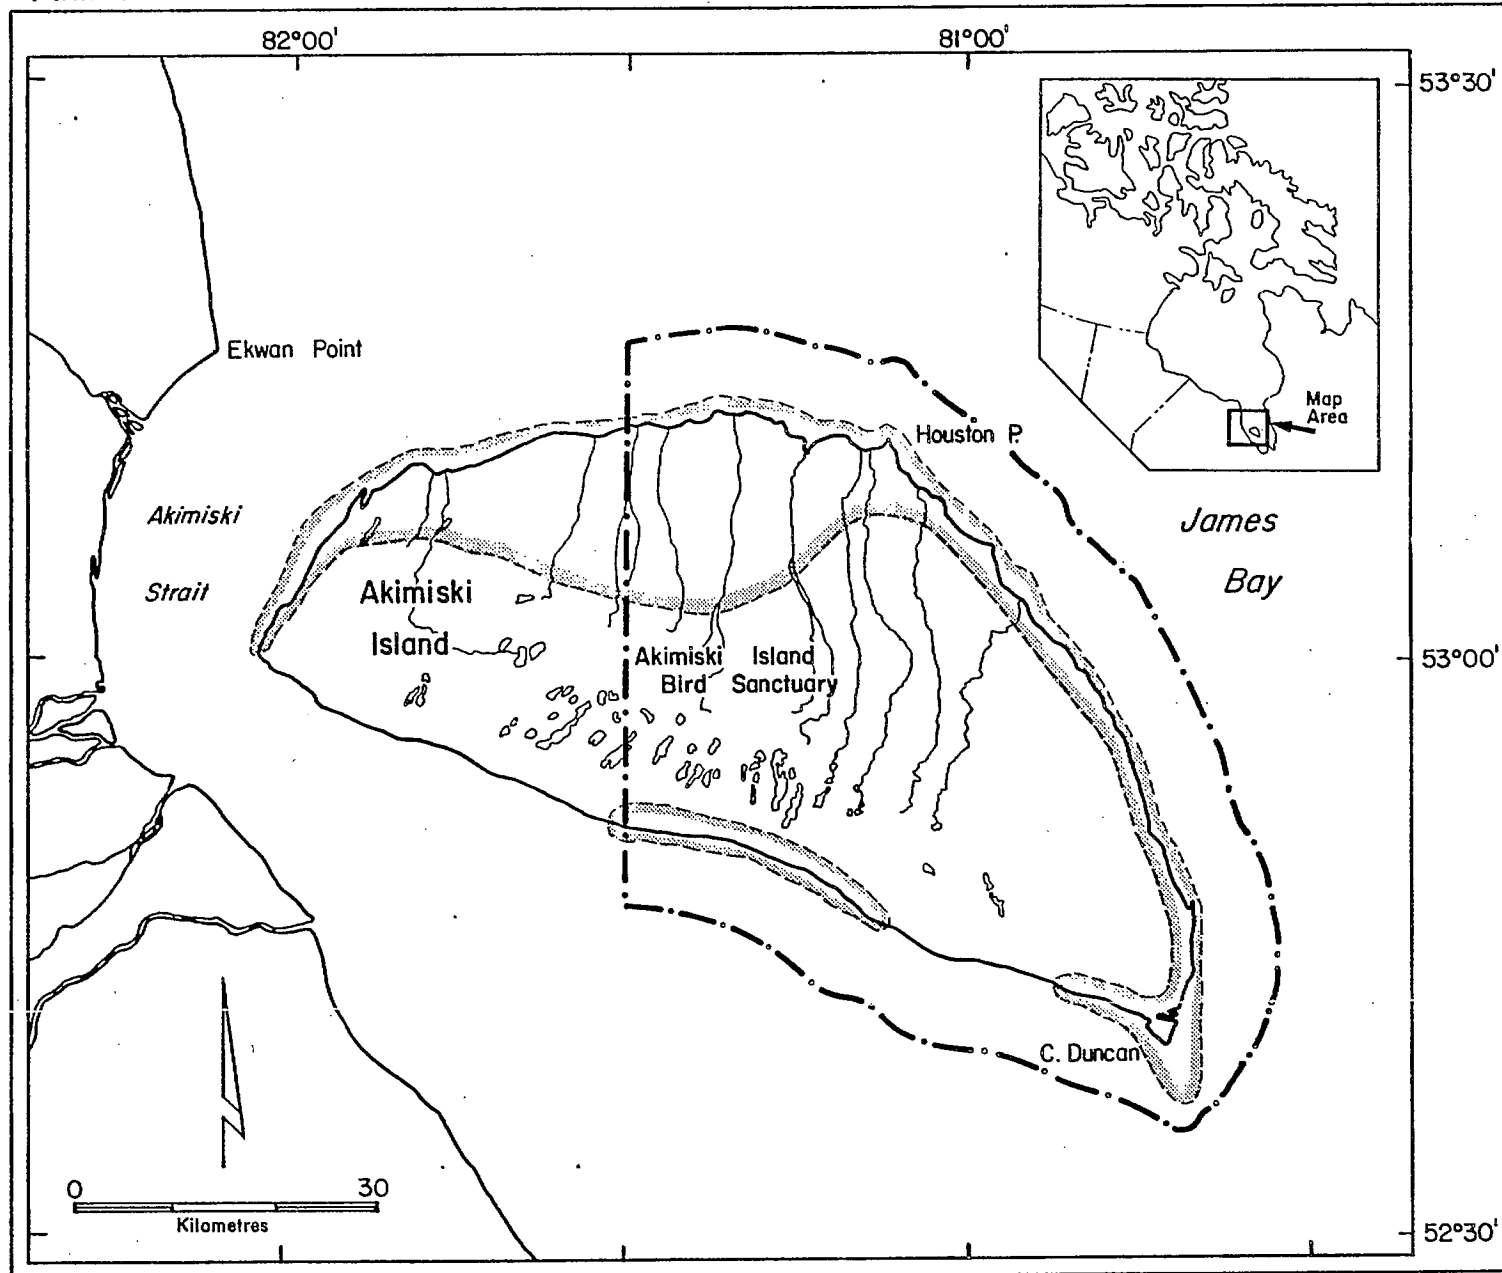 82°00'
81°00'
53°30'
Ekwan Point
Map
Area
Houston P.
Akimiski
Strait
James
Bay
Akimiski
Island
53°00'
Akimiski Island
Bird Sanctuary
C. Duncan
0 30
Kilometres
52°30'